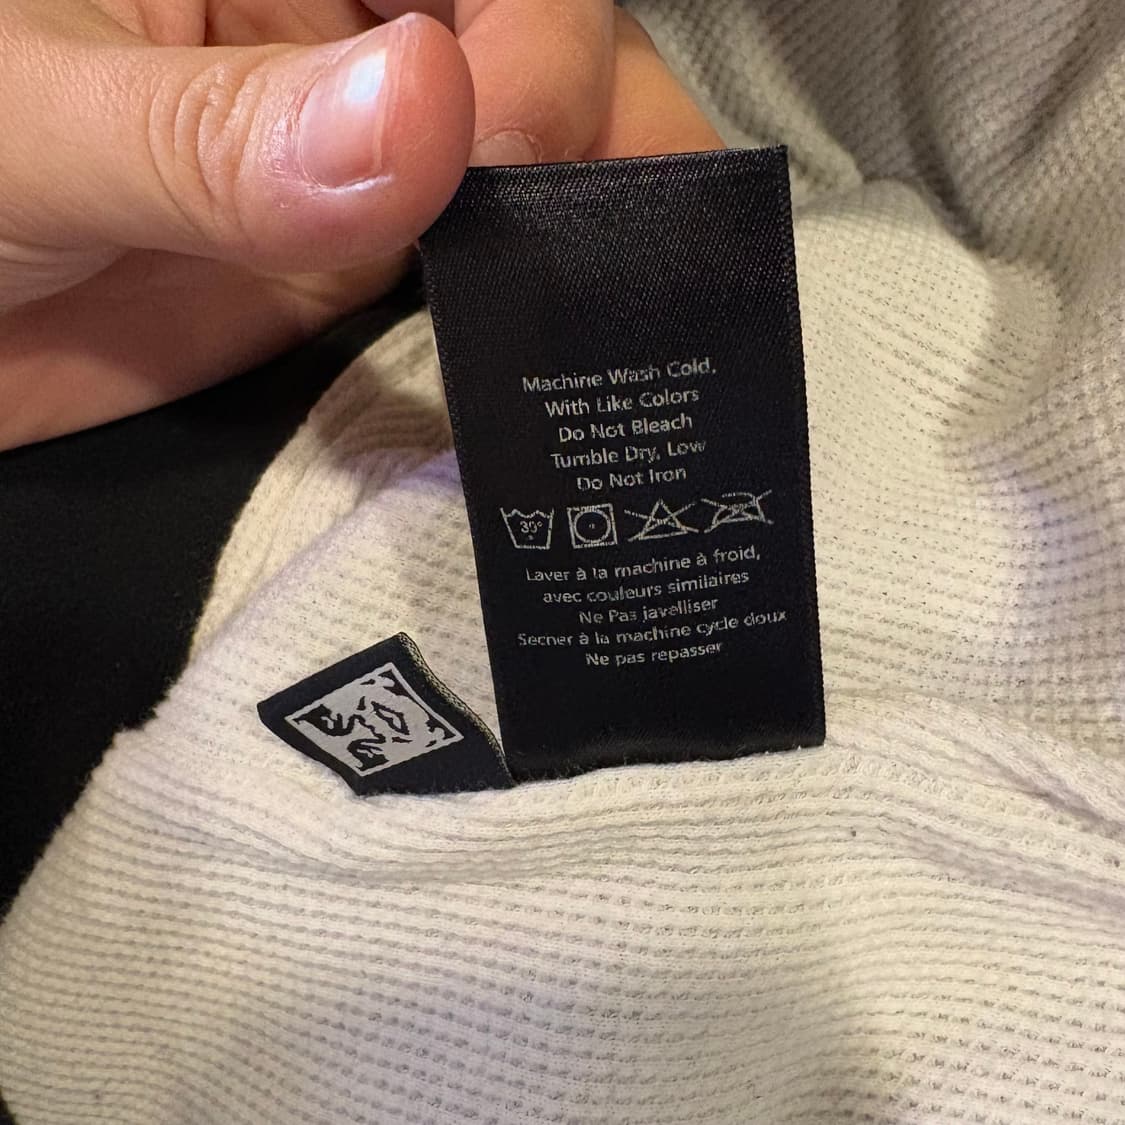 Machine Wash Cold.
With Like Colors
Do Not Bleach
Tumble Dry, Low
Do Not Iron
30°
Laver à la machine à froid,
avec couleurs similaires
Ne Pas javelliser
Secner à la machine cycle doux
Ne pas repasser